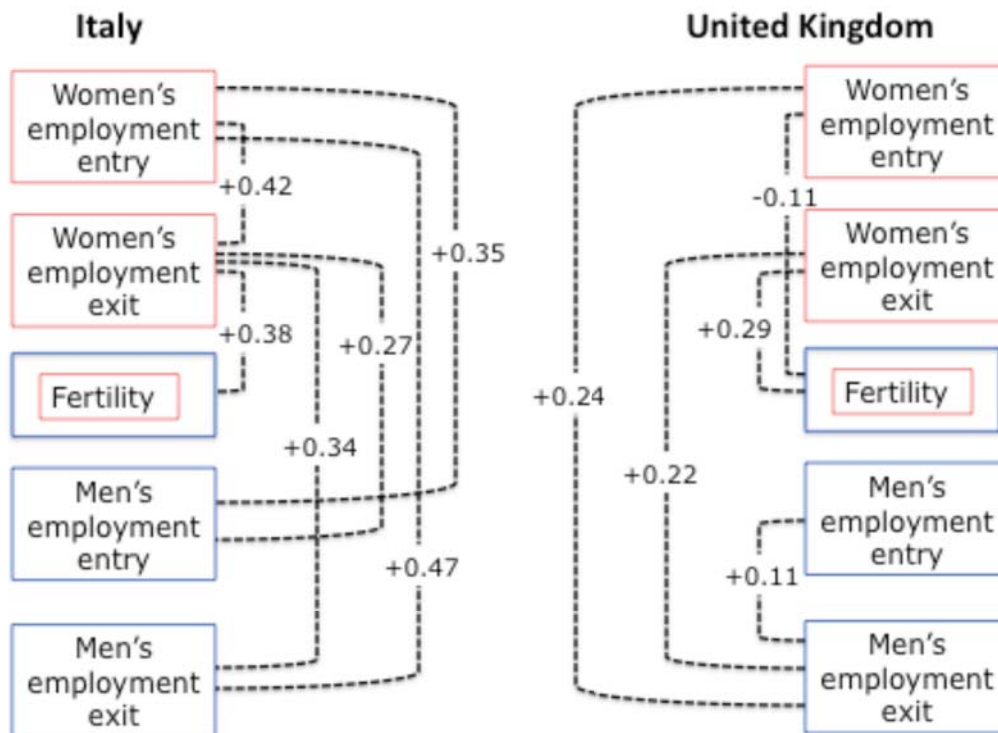 Italy
Women's
employment
entry
+0.42
+0.35
Women's
employment
exit
+0.38
+0.27
Fertility
+0.34
Men's
employment
entry
+0.47
Men's
employment
exit
United Kingdom
Women's
employment
entry
-0.11
Women's
employment
exit
+0.29
+0.24
Fertility
+0.22
Men's
employment
entry
+0.11
Men's
employment
exit